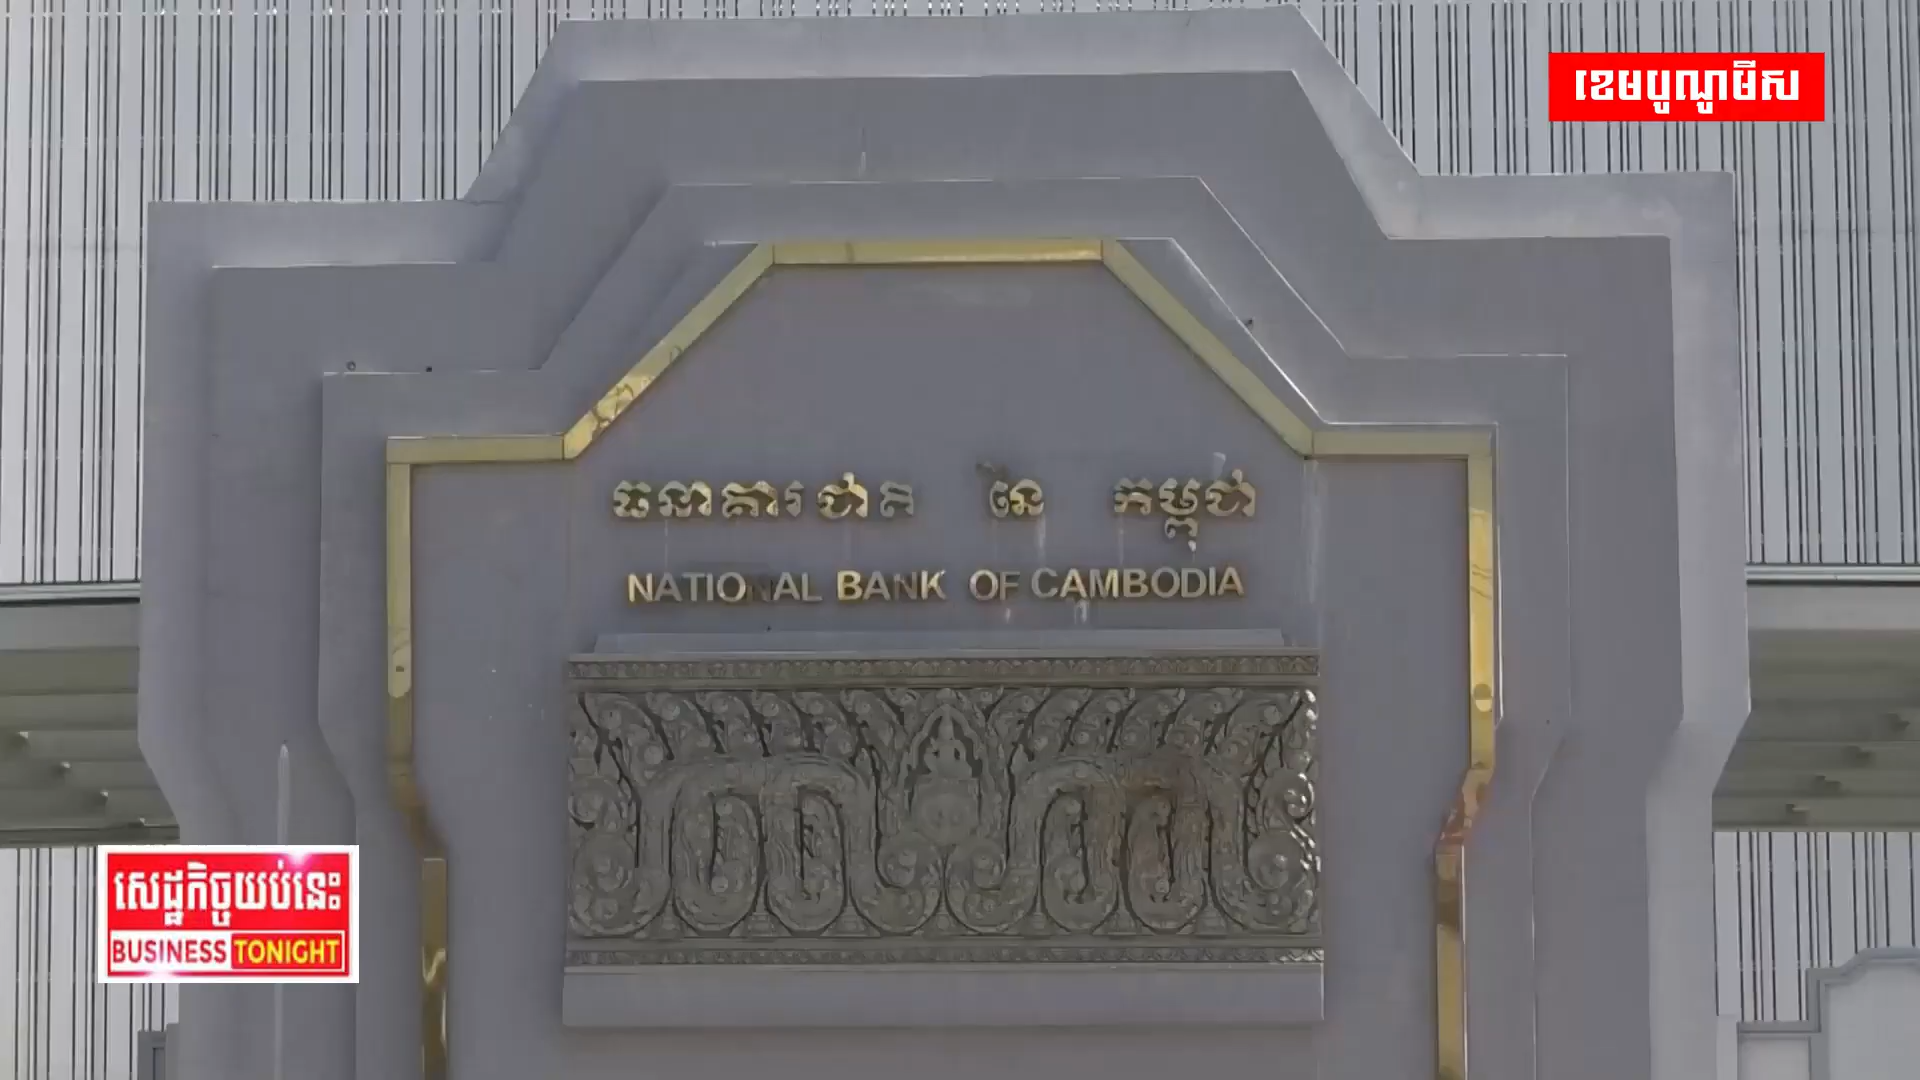 ខេមបូណូមីស
ធនាគារជាតិ នៃ កម្ពុជា
NATIONAL BANK OF CAMBODIA
សេដ្ឋកិច្ចយប់នេះ
BUSINESS TONIGHT